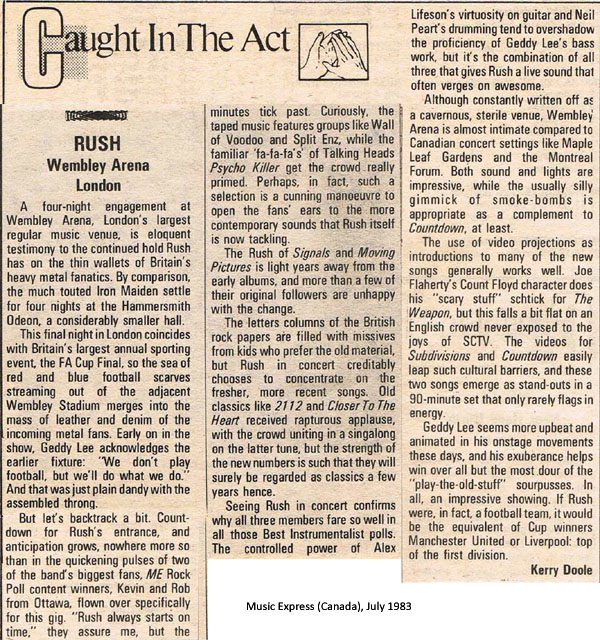 Caught In The Act
RUSH
Wembley Arena
London
A four-night engagement at
Wembley Arena, London's largest
regular music venue, is eloquent
testimony to the continued hold Rush
has on the thin wallets of Britain's
heavy metal fanatics. By comparison,
the much touted Iron Maiden settle
for four nights at the Hammersmith
Odeon, a considerably smaller hall.
This final night in London coincides
with Britain's largest annual sporting
event, the FA Cup Final, so the sea of
red and blue football scarves
streaming out of the adjacent
Wembley Stadium merges into the
mass of leather and denim of the
incoming metal fans. Early on in the
show, Geddy Lee acknowledges the
earlier fixture: "We don't play
football, but we'll do what we do."
And that was just plain dandy with the
assembled throng.
But let's backtrack a bit. Count-
down for Rush's entrance, and
anticipation grows, nowhere more so
than in the quickening pulses of two
of the band's biggest fans, ME Rock
Poll content winners, Kevin and Rob
from Ottawa, flown over specifically
for this gig. "Rush always starts on
time," they assure me, but the
minutes tick past. Curiously, the
taped music features groups like Wall
of Voodoo and Split Enz, while the
familiar 'fa-fa-fa's' of Talking Heads
Psycho Killer get the crowd really
primed. Perhaps, in fact, such a
selection is a cunning manoeuvre to
open the fans' ears to the more
contemporary sounds that Rush itself
is now tackling.
The Rush of Signals and Moving
Pictures is light years away from the
early albums, and more than a few of
their original followers are unhappy
with the change.
The letters columns of the British
rock papers are filled with missives
from kids who prefer the old material,
but Rush in concert creditably
chooses to concentrate on the
fresher, more recent songs. Old
classics like 2112 and Closer To The
Heart received rapturous applause,
with the crowd uniting in a singalong
on the latter tune, but the strength of
the new numbers is such that they will
surely be regarded as classics a few
years hence.
Seeing Rush in concert confirms
why all three members fare so well in
all those Best Instrumentalist polls.
The controlled power of Alex
Lifeson's virtuosity on guitar and Neil
Peart's drumming tend to overshadow
the proficiency of Geddy Lee's bass
work, but it's the combination of all
three that gives Rush a live sound that
often verges on awesome.
Although constantly written off as
a cavernous, sterile venue, Wembley
Arena is almost intimate compared to
Canadian concert settings like Maple
Leaf Gardens and the Montreal
Forum. Both sound and lights are
impressive, while the usually silly
gimmick of smoke-bombs is
appropriate as a complement to
Countdown, at least.
The use of video projections as
introductions to many of the new
songs generally works well. Joe
Flaherty's Count Floyd character does
his "scary stuff" schtick for The
Weapon, but this falls a bit flat on an
English crowd never exposed to the
joys of SCTV. The videos for
Subdivisions and Countdown easily
leap such cultural barriers, and these
two songs emerge as stand-outs in a
90-minute set that only rarely flags in
energy.
Geddy Lee seems more upbeat and
animated in his onstage movements
these days, and his exuberance helps
win over all but the most dour of the
"play-the-old-stuff" sourpusses. In
all, an impressive showing. If Rush
were, in fact, a football team, it would
be the equivalent of Cup winners
Manchester United or Liverpool: top
of the first division.
Kerry Doole
Music Express (Canada), July 1983